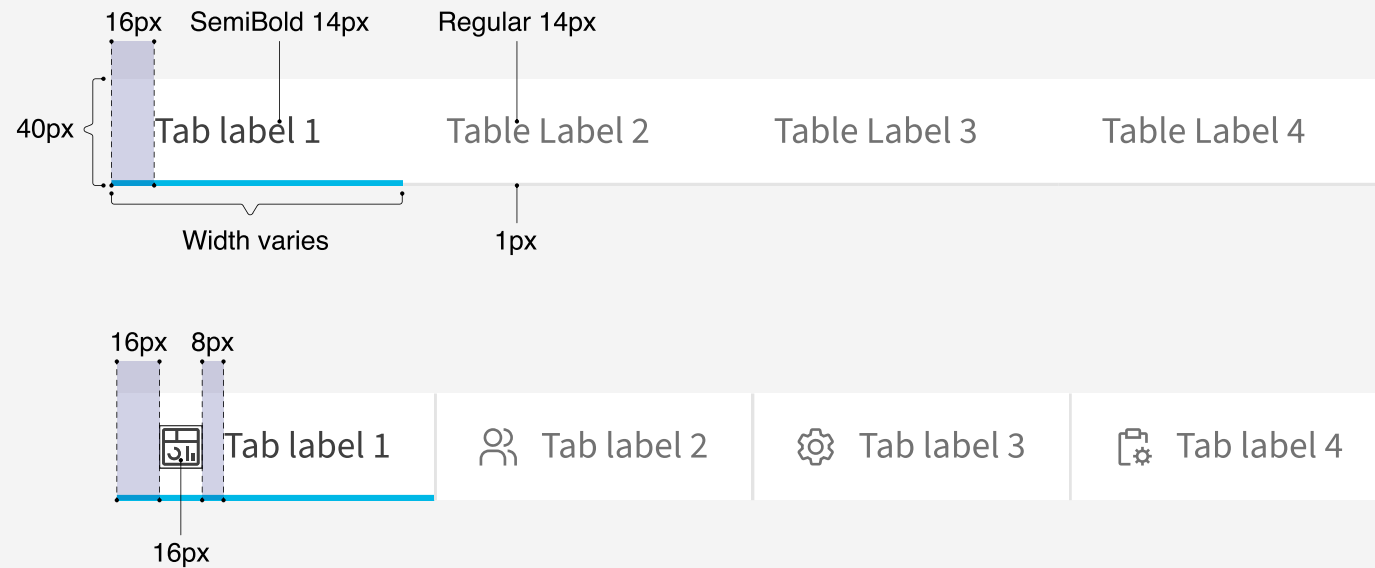 16px SemiBold 14px Regular 14px
40px
Tab label 1 Table Label 2 Table Label 3 Table Label 4
Width varies 1px
16px 8px
Tab label 1 Tab label 2 Tab label 3 Tab label 4
16px